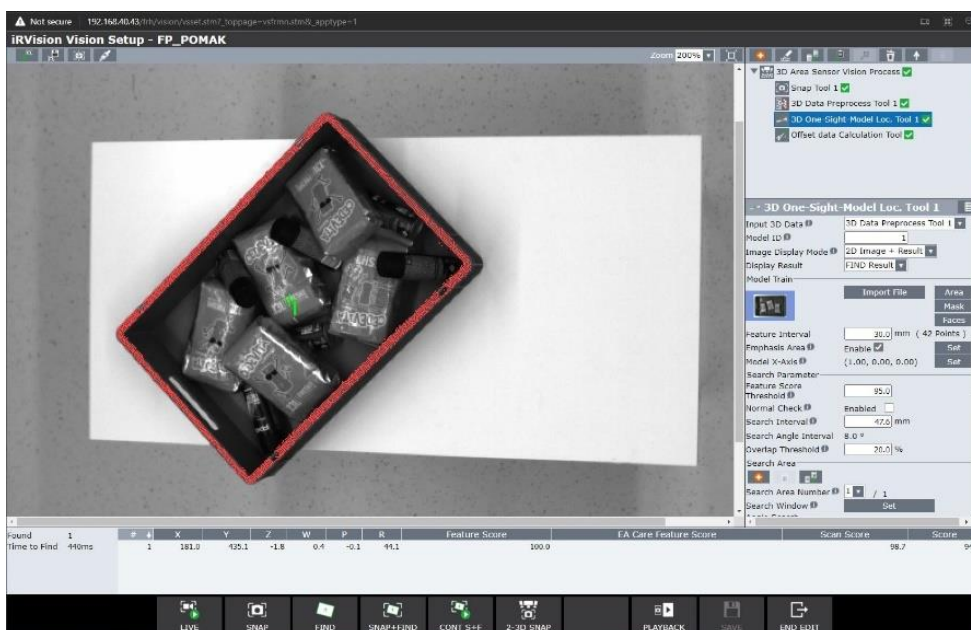 Not secure 192.168.40.43/frh/vision/vsset.stm?_toppage=vsfrmn.stm&_apptype=1
iRVision Vision Setup - FP_POMAK
Zoom 200%
3D Area Sensor Vision Process
Snap Tool 1
3D Data Preprocess Tool 1
3D One-Sight-Model Loc. Tool 1
Offset data Calculation Tool
3D One-Sight-Model Loc. Tool 1
Input 3D Data 3D Data Preprocess Tool 1
Model ID 1
Image Display Mode 2D Image + Result
Display Result FIND Result
Model Train
Import File Area
Mask
Faces
Feature Interval 30.0 mm ( 42 Points )
Emphasis Area Enable Set
Model X-Axis (1.00, 0.00, 0.00) Set
Search Parameter
Feature Score
Threshold 95.0
Normal Check Enabled
Search Interval 47.6 mm
Search Angle Interval 8.0 °
Overlap Threshold 20.0 %
Search Area
Search Area Number 1 / 1
Search Window Set
Found 1
Time to Find 440ms
# X Y Z W P R Feature Score EA Care Feature Score Scan Score Score
1 181.0 435.1 -1.8 0.4 -0.1 44.1 100.0 98.7
LIVE SNAP FIND SNAP+FIND CONT S+F 2-3D SNAP PLAYBACK SAVE END EDIT